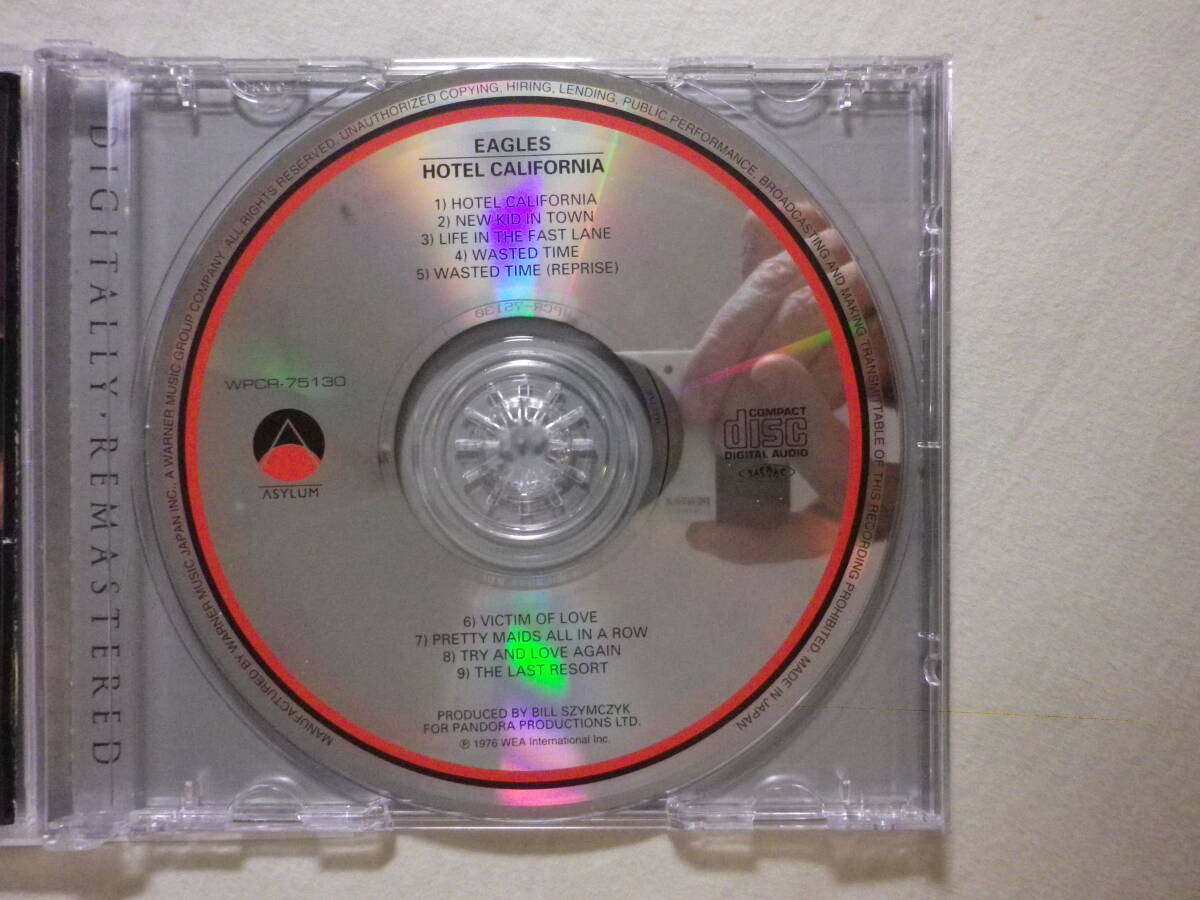 DIGITALLY·REMASTERED
MANUFACTURED BY WARNER MUSIC JAPAN INC., A WARNER MUSIC GROUP COMPANY. ALL RIGHTS RESERVED. UNAUTHORIZED COPYING, HIRING, LENDING, PUBLIC PERFORMANCE, BROADCASTING AND MAKING TRANSMITTABLE OF THIS RECORDING PROHIBITED. MADE IN JAPAN
EAGLES
HOTEL CALIFORNIA
1) HOTEL CALIFORNIA
2) NEW KID IN TOWN
3) LIFE IN THE FAST LANE
4) WASTED TIME
5) WASTED TIME (REPRISE)
WPCR-75130
WPCR-75130
ASYLUM
COMPACT
disc
DIGITAL AUDIO
JASRAC
6) VICTIM OF LOVE
7) PRETTY MAIDS ALL IN A ROW
8) TRY AND LOVE AGAIN
9) THE LAST RESORT
PRODUCED BY BILL SZYMCZYK
FOR PANDORA PRODUCTIONS LTD.
℗ 1976 WEA International Inc.